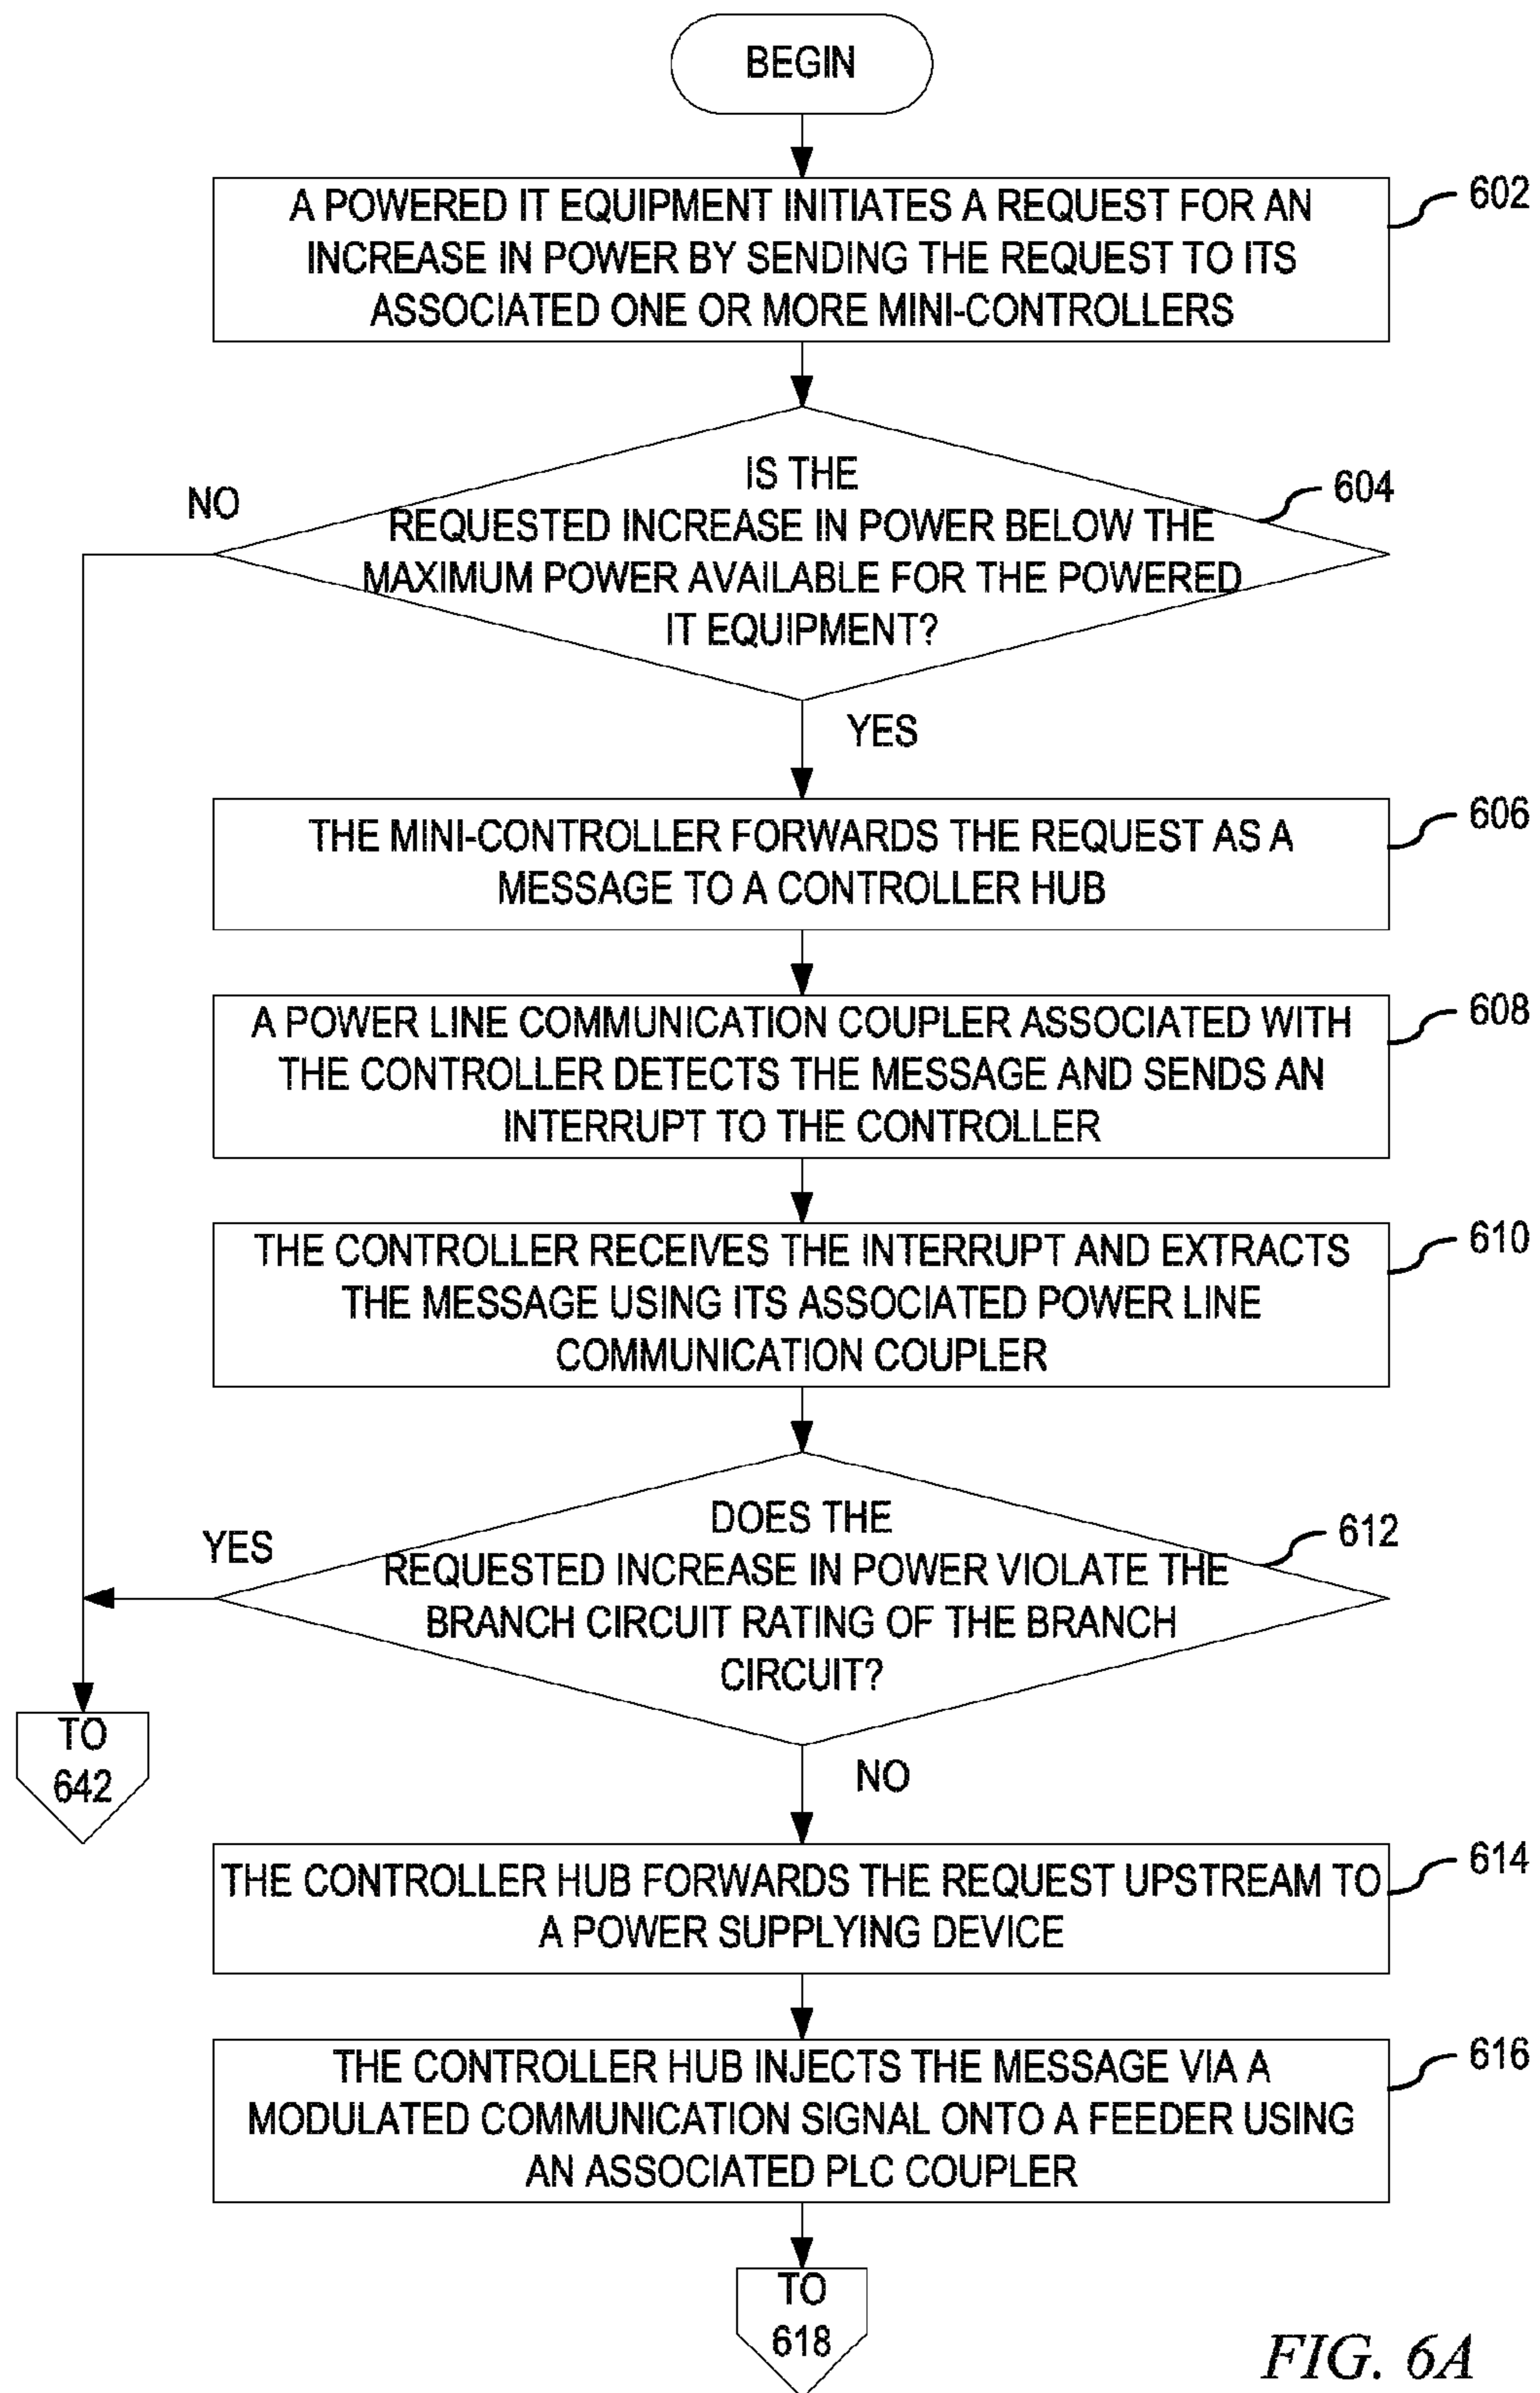 BEGIN
A POWERED IT EQUIPMENT INITIATES A REQUEST FOR AN
INCREASE IN POWER BY SENDING THE REQUEST TO ITS
ASSOCIATED ONE OR MORE MINI-CONTROLLERS
602
IS THE
REQUESTED INCREASE IN POWER BELOW THE
MAXIMUM POWER AVAILABLE FOR THE POWERED
IT EQUIPMENT?
604
NO
YES
THE MINI-CONTROLLER FORWARDS THE REQUEST AS A
MESSAGE TO A CONTROLLER HUB
606
A POWER LINE COMMUNICATION COUPLER ASSOCIATED WITH
THE CONTROLLER DETECTS THE MESSAGE AND SENDS AN
INTERRUPT TO THE CONTROLLER
608
THE CONTROLLER RECEIVES THE INTERRUPT AND EXTRACTS
THE MESSAGE USING ITS ASSOCIATED POWER LINE
COMMUNICATION COUPLER
610
DOES THE
REQUESTED INCREASE IN POWER VIOLATE THE
BRANCH CIRCUIT RATING OF THE BRANCH
CIRCUIT?
612
YES
TO
642
NO
THE CONTROLLER HUB FORWARDS THE REQUEST UPSTREAM TO
A POWER SUPPLYING DEVICE
614
THE CONTROLLER HUB INJECTS THE MESSAGE VIA A
MODULATED COMMUNICATION SIGNAL ONTO A FEEDER USING
AN ASSOCIATED PLC COUPLER
616
TO
618
FIG. 6A